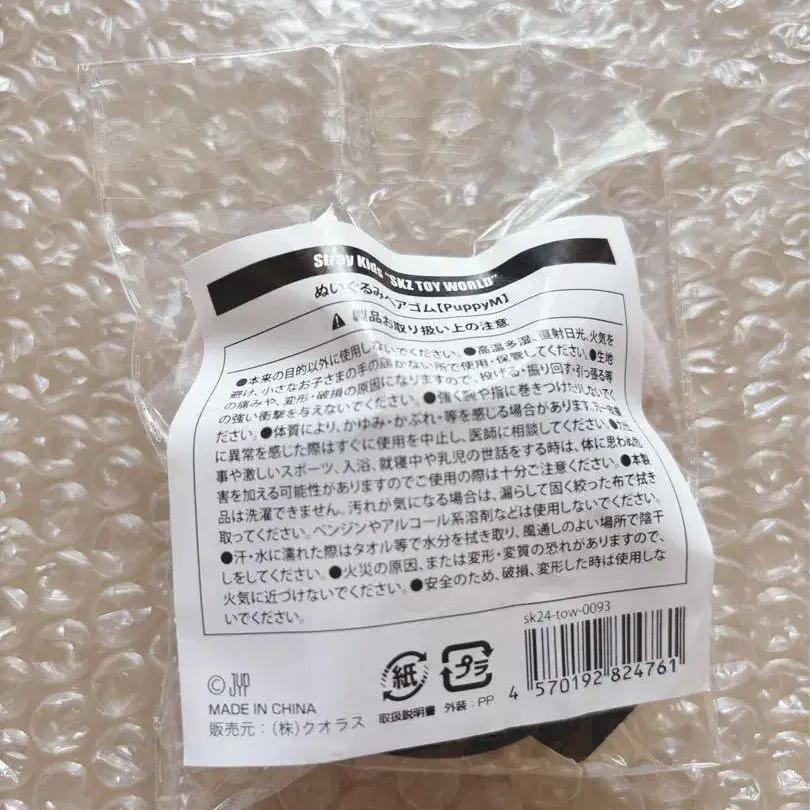 Stray Kids "SKZ TOY WORLD"
ぬいぐるみヘアゴム【PuppyM】
⚠ 製品お取り扱い上の注意
●本来の目的以外に使用しないでください。●高温多湿、直射日光、火気を
避け、小さなお子さまの手の届かない所で使用・保管してください。●生地
の痛みや、変形・破損の原因になりますので、投げる・振り回す・引っ張る等
の強い衝撃を与えないでください。●強く腕や指に巻きつけたりしないでく
ださい。●体質により、かゆみ・かぶれ・等を感じる場合があります。
に異常を感じた際はすぐに使用を中止し、医師に相談してください。
事や激しいスポーツ、入浴、就寝中や乳児の世話をする時は、体に思わぬ
害を加える可能性がありますのでご使用の際は十分ご注意ください。●本製
品は洗濯できません。汚れが気になる場合は、濡らして固く絞った布で拭き
取ってください。ベンジンやアルコール系溶剤などは使用しないでください。
●汗・水に濡れた際はタオル等で水分を拭き取り、風通しのよい場所で陰干
しをしてください。●火災の原因、または変形・変質の恐れがありますので、
火気に近づけないでください。●安全のため、破損、変形した時は使用しな
いでください。
sk24-tow-0093
紙
プラ
4 570192 824761
© JYP
MADE IN CHINA
取扱説明書 外装：PP
販売元：(株)クオラス